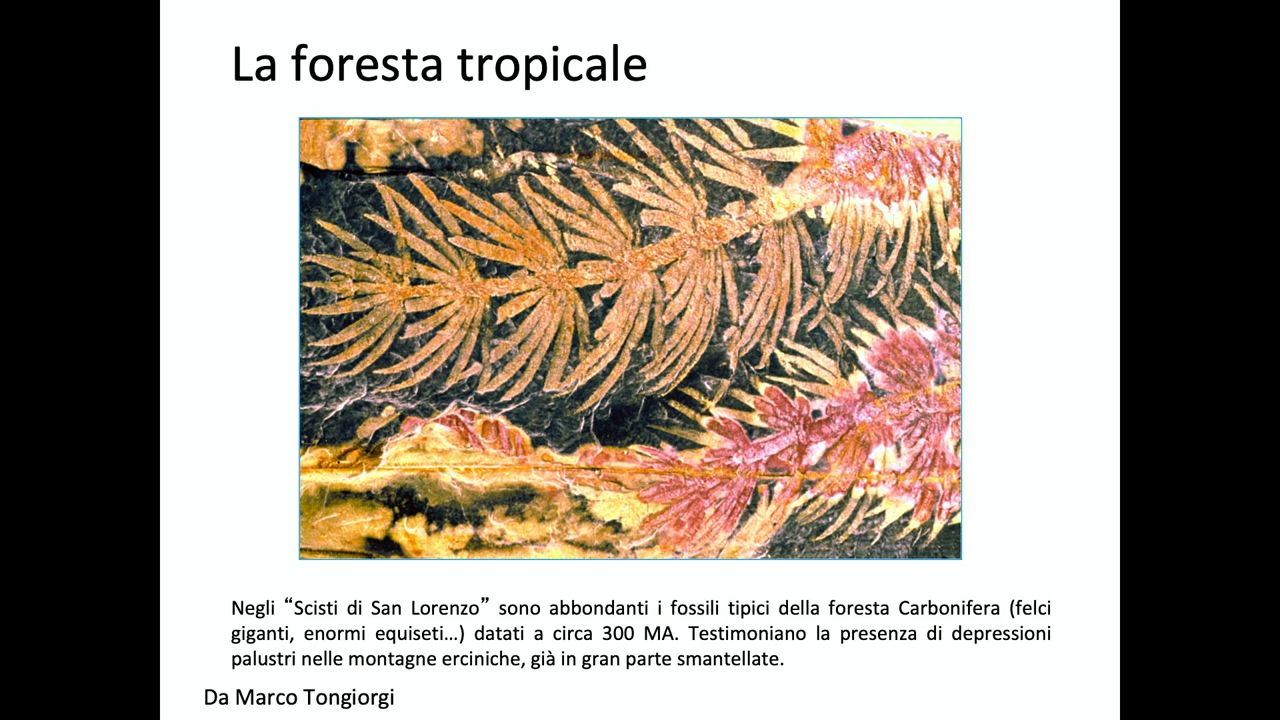 La foresta tropicale
Negli “Scisti di San Lorenzo” sono abbondanti i fossili tipici della foresta Carbonifera (felci
giganti, enormi equiseti…) datati a circa 300 MA. Testimoniano la presenza di depressioni
palustri nelle montagne erciniche, già in gran parte smantellate.
Da Marco Tongiorgi